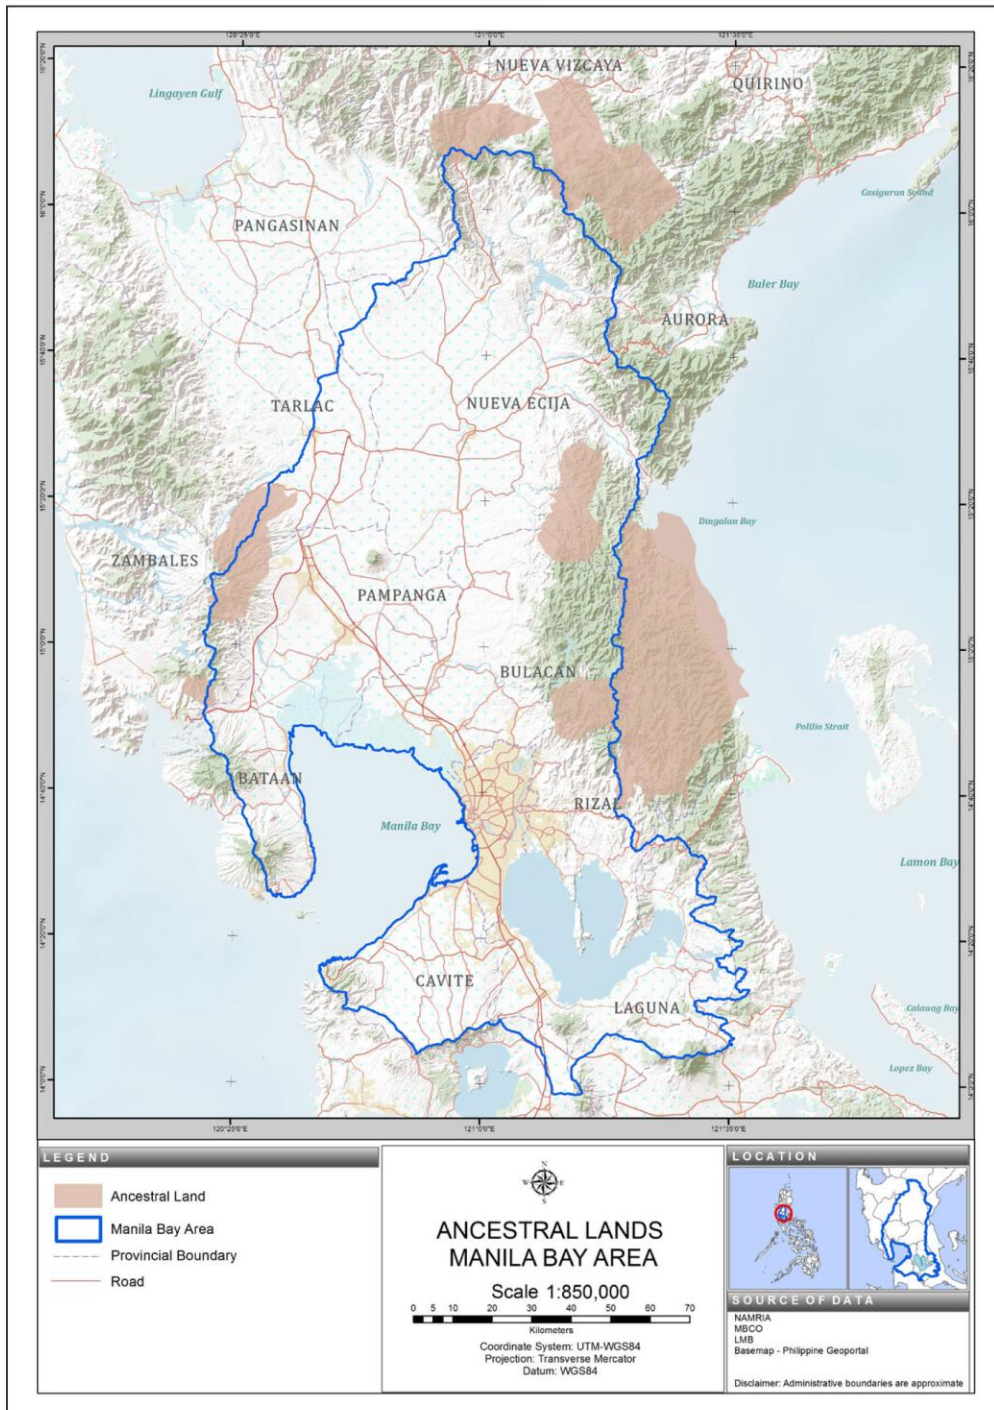 120°25'0"E
121°0'0"E
121°35'0"E
NUEVA VIZCAYA
QUIRINO
Lingayen Gulf
Casiguran Sound
PANGASINAN
Baler Bay
AURORA
TARLAC
NUEVA ECIJA
Dingalan Bay
ZAMBALES
PAMPANGA
BULACAN
Polilio Strait
BATAAN
RIZAL
Manila Bay
Lamon Bay
CAVITE
LAGUNA
Calauag Bay
Lopez Bay
120°25'0"E
121°0'0"E
121°35'0"E
LEGEND
Ancestral Land
Manila Bay Area
Provincial Boundary
Road
N
W
E
S
ANCESTRAL LANDS
MANILA BAY AREA
Scale 1:850,000
0 5 10 20 30 40 50 60 70
Kilometers
Coordinate System: UTM-WGS84
Projection: Transverse Mercator
Datum: WGS84
LOCATION
SOURCE OF DATA
NAMRIA
MBCO
LMB
Basemap - Philippine Geoportal
Disclaimer: Administrative boundaries are approximate